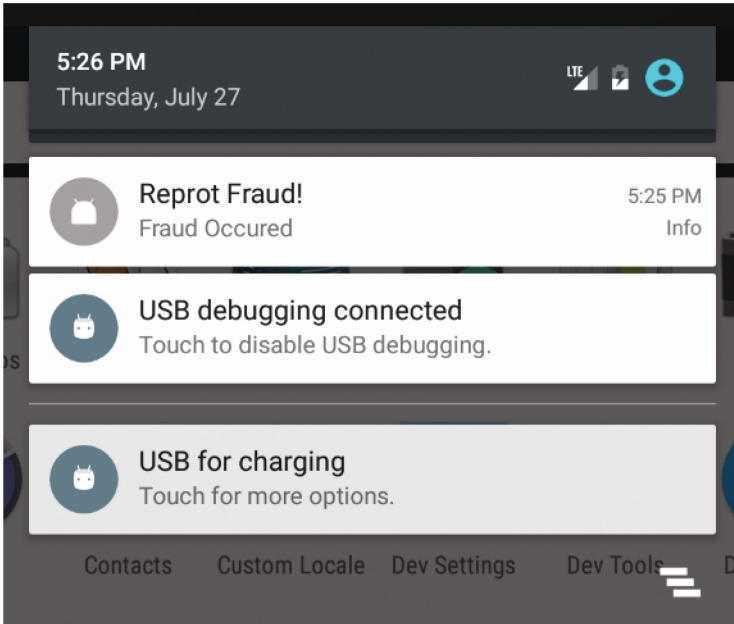 5:26 PM
LTE
Thursday, July 27
Reprot Fraud!
5:25 PM
Fraud Occured
Info
USB debugging connected
Touch to disable USB debugging.
os
USB for charging
Touch for more options.
Contacts
Custom Locale
Dev Settings
Dev Tools
D